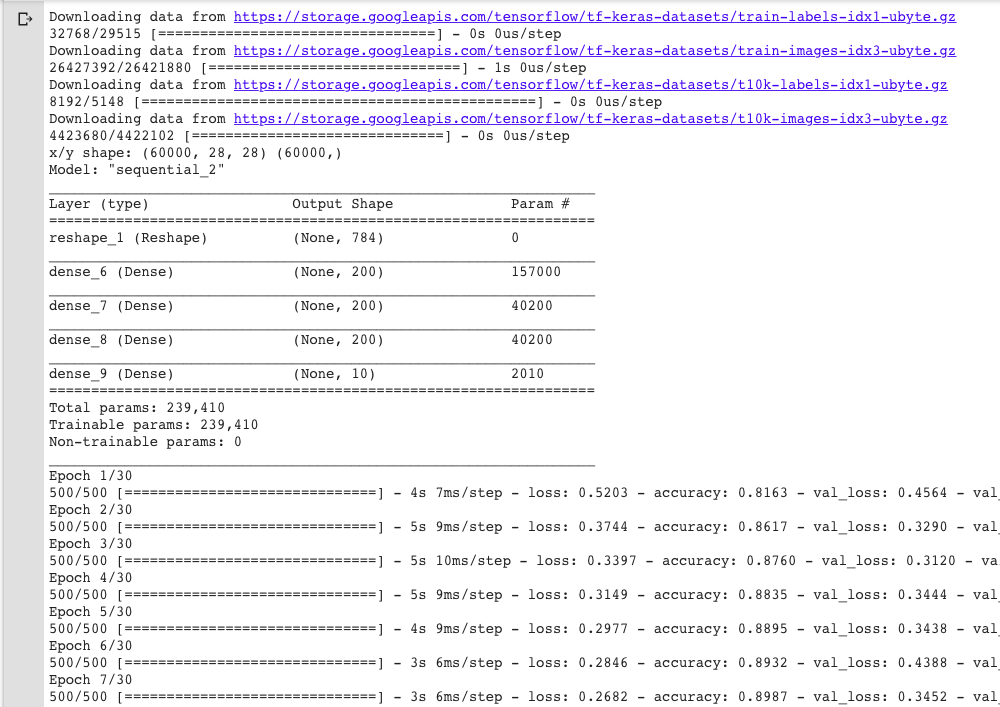 Downloading data from https://storage.googleapis.com/tensorflow/tf-keras-datasets/train-labels-idx1-ubyte.gz
32768/29515 [=================================] - 0s 0us/step
Downloading data from https://storage.googleapis.com/tensorflow/tf-keras-datasets/train-images-idx3-ubyte.gz
26427392/26421880 [==============================] - 1s 0us/step
Downloading data from https://storage.googleapis.com/tensorflow/tf-keras-datasets/t10k-labels-idx1-ubyte.gz
8192/5148 [===============================================] - 0s 0us/step
Downloading data from https://storage.googleapis.com/tensorflow/tf-keras-datasets/t10k-images-idx3-ubyte.gz
4423680/4422102 [==============================] - 0s 0us/step
x/y shape: (60000, 28, 28) (60000,)
Model: "sequential_2"
_________________________________________________________________
Layer (type)                 Output Shape              Param #
=================================================================
reshape_1 (Reshape)          (None, 784)               0
_________________________________________________________________
dense_6 (Dense)              (None, 200)               157000
_________________________________________________________________
dense_7 (Dense)              (None, 200)               40200
_________________________________________________________________
dense_8 (Dense)              (None, 200)               40200
_________________________________________________________________
dense_9 (Dense)              (None, 10)                2010
=================================================================
Total params: 239,410
Trainable params: 239,410
Non-trainable params: 0
_________________________________________________________________
Epoch 1/30
500/500 [==============================] - 4s 7ms/step - loss: 0.5203 - accuracy: 0.8163 - val_loss: 0.4564 - val_
Epoch 2/30
500/500 [==============================] - 5s 9ms/step - loss: 0.3744 - accuracy: 0.8617 - val_loss: 0.3290 - val_
Epoch 3/30
500/500 [==============================] - 5s 10ms/step - loss: 0.3397 - accuracy: 0.8760 - val_loss: 0.3120 - va
Epoch 4/30
500/500 [==============================] - 5s 9ms/step - loss: 0.3149 - accuracy: 0.8835 - val_loss: 0.3444 - val_
Epoch 5/30
500/500 [==============================] - 4s 9ms/step - loss: 0.2977 - accuracy: 0.8895 - val_loss: 0.3438 - val_
Epoch 6/30
500/500 [==============================] - 3s 6ms/step - loss: 0.2846 - accuracy: 0.8932 - val_loss: 0.4388 - val_
Epoch 7/30
500/500 [==============================] - 3s 6ms/step - loss: 0.2682 - accuracy: 0.8987 - val_loss: 0.3452 - val_